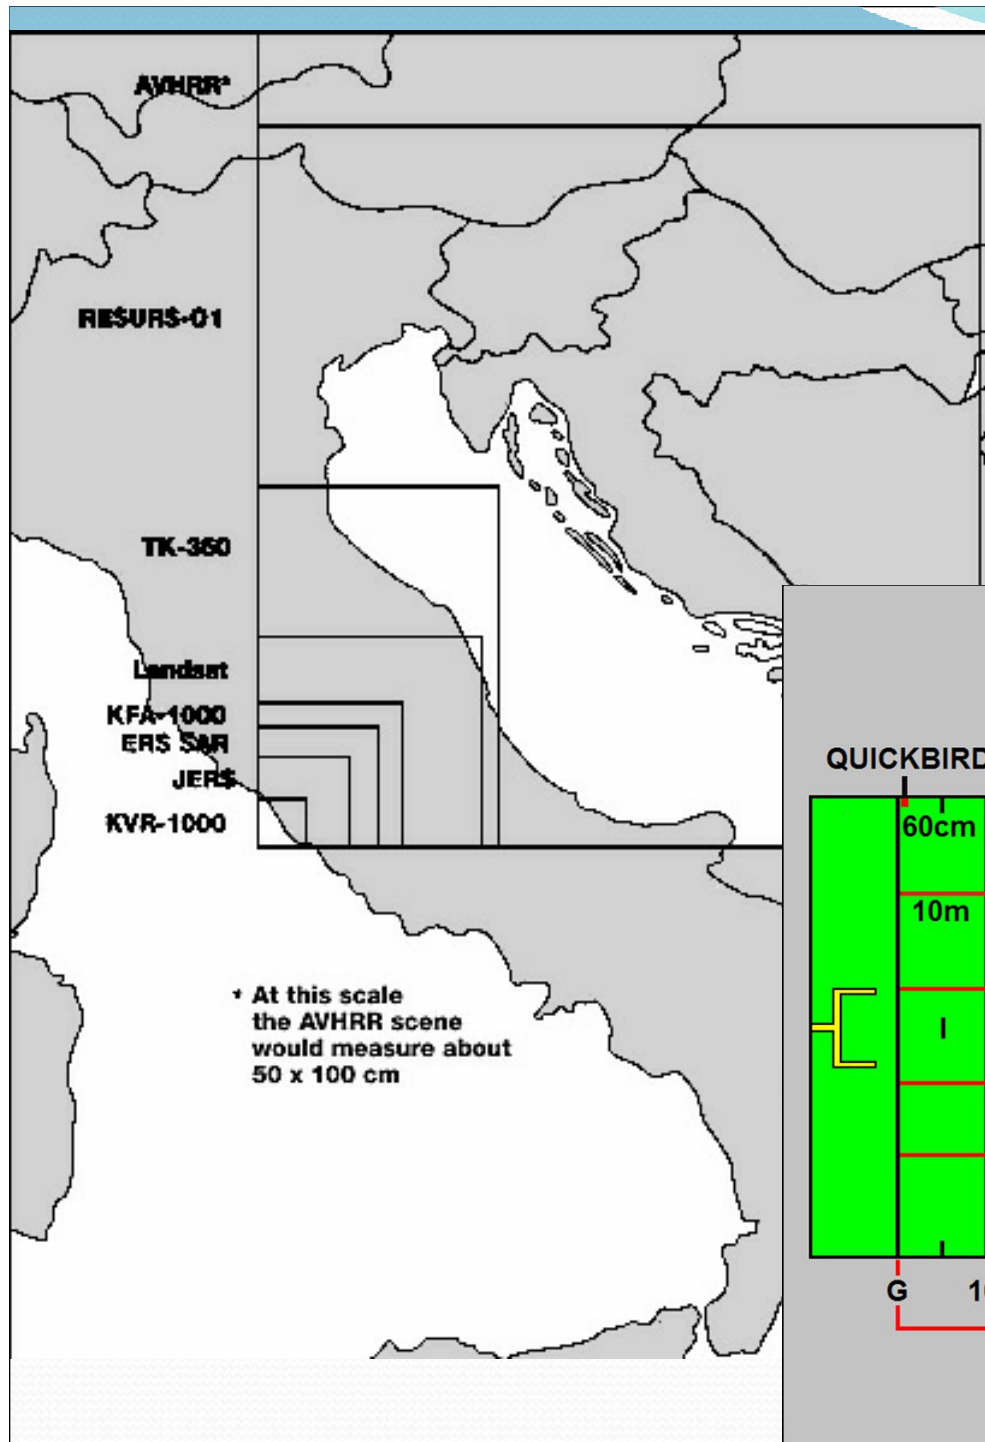 AVHRR*
RESURS-01
TK-350
Landsat
KFA-1000
ERS SAR
JERS
KVR-1000
* At this scale
the AVHRR scene
would measure about
50 x 100 cm
QUICKBIRD
60cm
10m
G